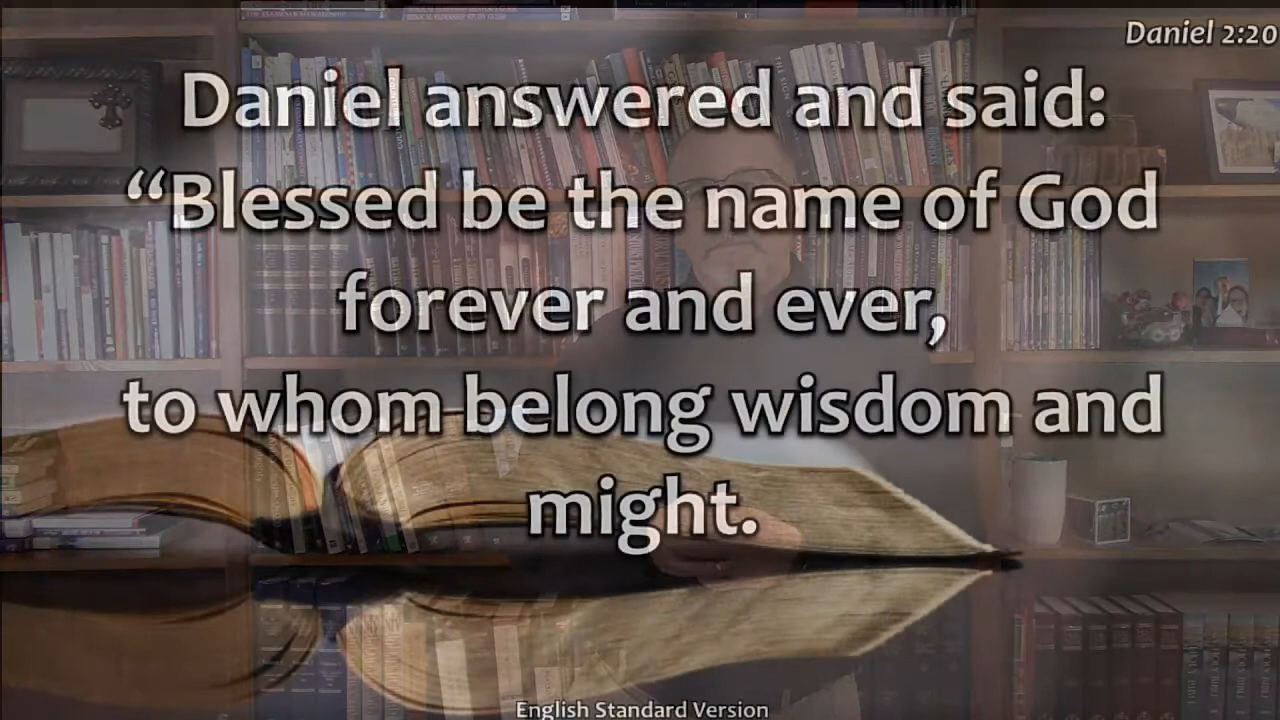 Daniel 2:20
Daniel answered and said:
“Blessed be the name of God
forever and ever,
to whom belong wisdom and
might.
English Standard Version